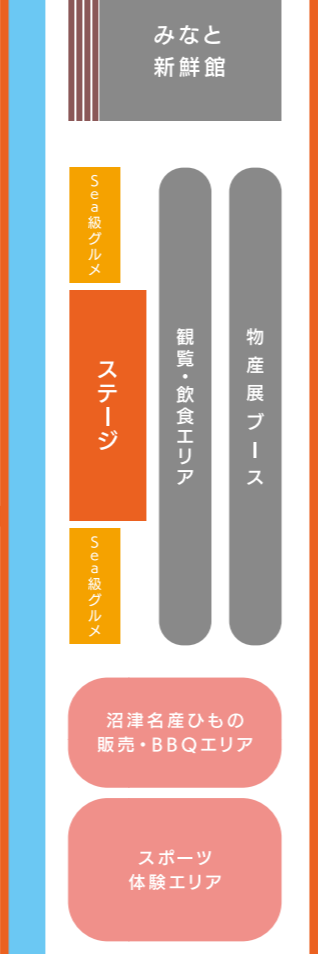 みなと
新鮮館
Sea級グルメ
ステージ
観覧・飲食エリア
物産展ブース
Sea級グルメ
沼津名産ひもの
販売・BBQエリア
スポーツ
体験エリア